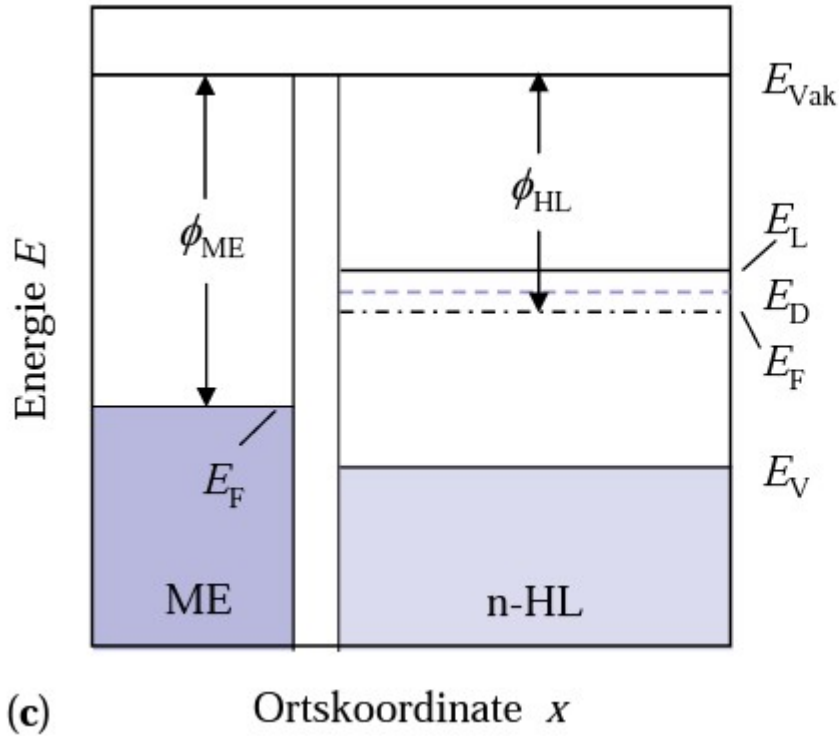 E_Vak
ϕ_ME
ϕ_HL
E_L
E_D
E_F
E_F
E_V
Energie E
ME
n-HL
(c)
Ortskoordinate x